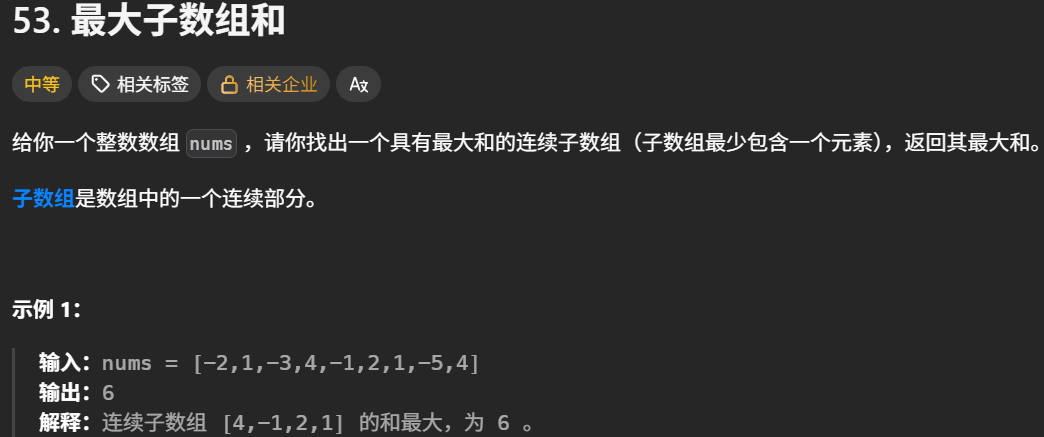 53. 最大子数组和
中等 相关标签 相关企业 A文
给你一个整数数组 nums ，请你找出一个具有最大和的连续子数组（子数组最少包含一个元素），返回其最大和。
子数组是数组中的一个连续部分。
示例 1：
输入：nums = [-2,1,-3,4,-1,2,1,-5,4]
输出：6
解释：连续子数组 [4,-1,2,1] 的和最大，为 6 。